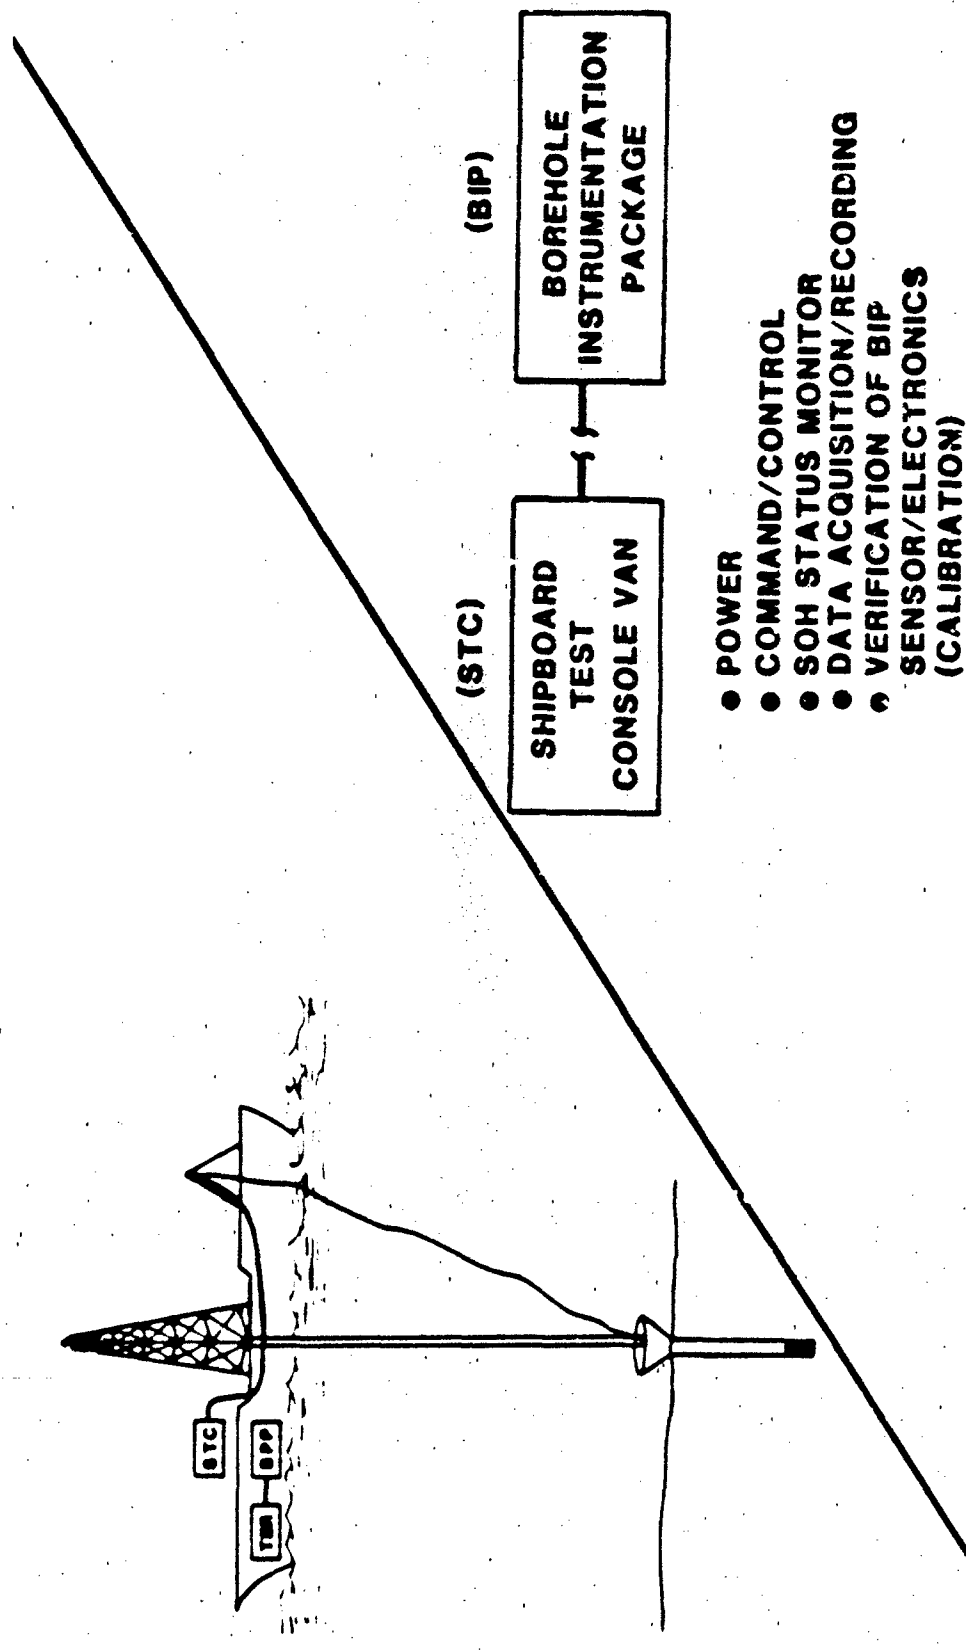 STC
TBR
BPP
(STC)
SHIPBOARD
TEST
CONSOLE VAN
(BIP)
BOREHOLE
INSTRUMENTATION
PACKAGE
● POWER
● COMMAND/CONTROL
● SOH STATUS MONITOR
● DATA ACQUISITION/RECORDING
● VERIFICATION OF BIP
SENSOR/ELECTRONICS
(CALIBRATION)